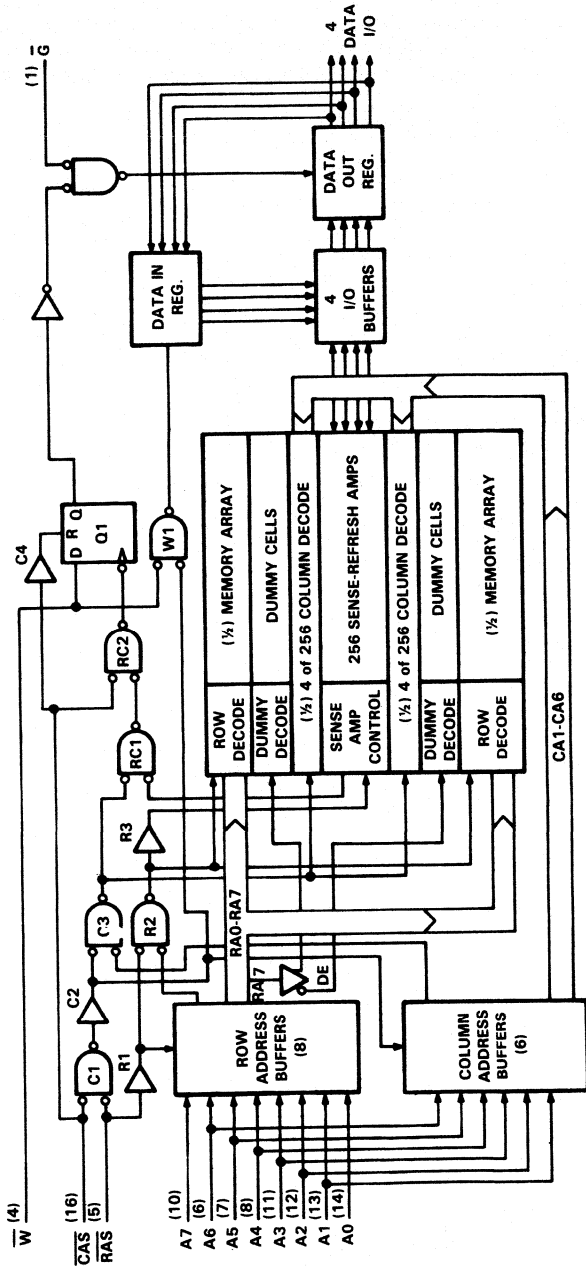 W̅ (4)
C̅A̅S̅ (16)
R̅A̅S̅ (5)
A7 (10)
A6 (6)
A5 (7)
A4 (8)
A3 (11)
A2 (12)
A1 (13)
A0 (14)
C1
R1
C2
C3
R2
R3
RC1
RC2
C4
D R Q
Q1
W1
(1) G̅
ROW
ADDRESS
BUFFERS
(8)
COLUMN
ADDRESS
BUFFERS
(6)
RA0-RA7
RA7
DE
CA1-CA6
ROW
DECODE
(½) MEMORY ARRAY
DUMMY DECODE
DUMMY CELLS
(½) 4 of 256 COLUMN DECODE
SENSE
AMP
CONTROL
256 SENSE-REFRESH AMPS
(½) 4 of 256 COLUMN DECODE
DUMMY DECODE
DUMMY CELLS
ROW
DECODE
(½) MEMORY ARRAY
DATA IN
REG.
4
I/O
BUFFERS
DATA
OUT
REG.
4
DATA
I/O